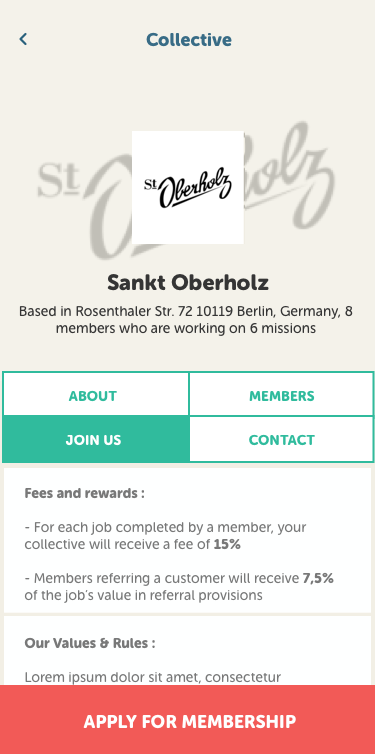 Collective
St Oberholz
St Oberholz
Sankt Oberholz
Based in Rosenthaler Str. 72 10119 Berlin, Germany, 8
members who are working on 6 missions
ABOUT
MEMBERS
JOIN US
CONTACT
Fees and rewards :
- For each job completed by a member, your
collective will receive a fee of 15%
- Members referring a customer will receive 7,5%
of the job's value in referral provisions
Our Values & Rules :
Lorem ipsum dolor sit amet, consectetur
APPLY FOR MEMBERSHIP